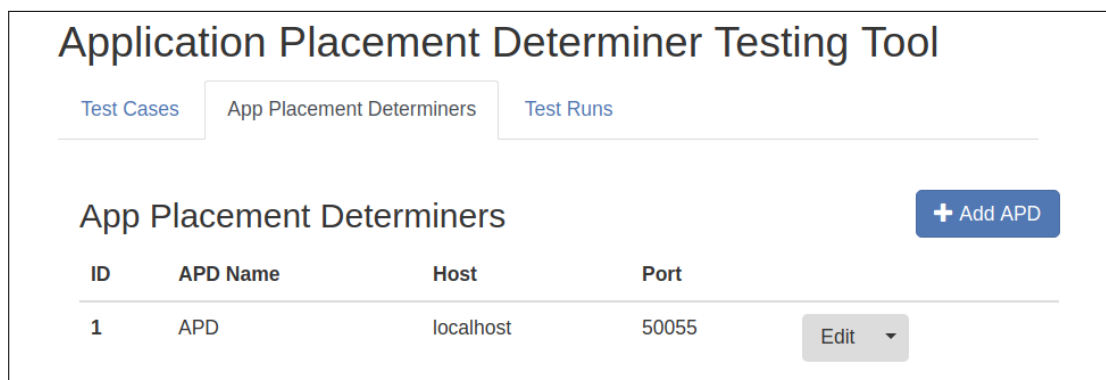 Application Placement Determiner Testing Tool
Test Cases App Placement Determiners Test Runs
App Placement Determiners
Add APD
ID APD Name Host Port
1 APD localhost 50055 Edit